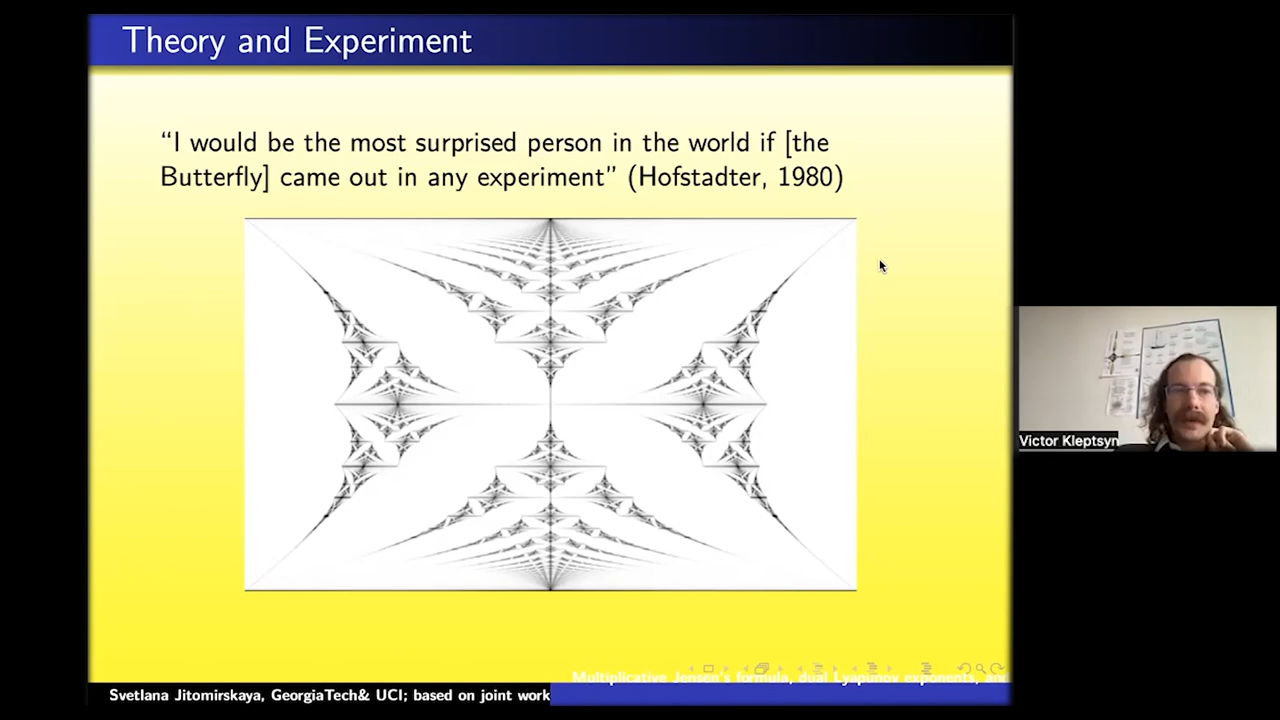 Theory and Experiment
“I would be the most surprised person in the world if [the
Butterfly] came out in any experiment” (Hofstadter, 1980)
Victor Kleptsyn
Multiplicative Jensen's formula, dual Lyapunov exponents, and
Svetlana Jitomirskaya, GeorgiaTech& UCI; based on joint work